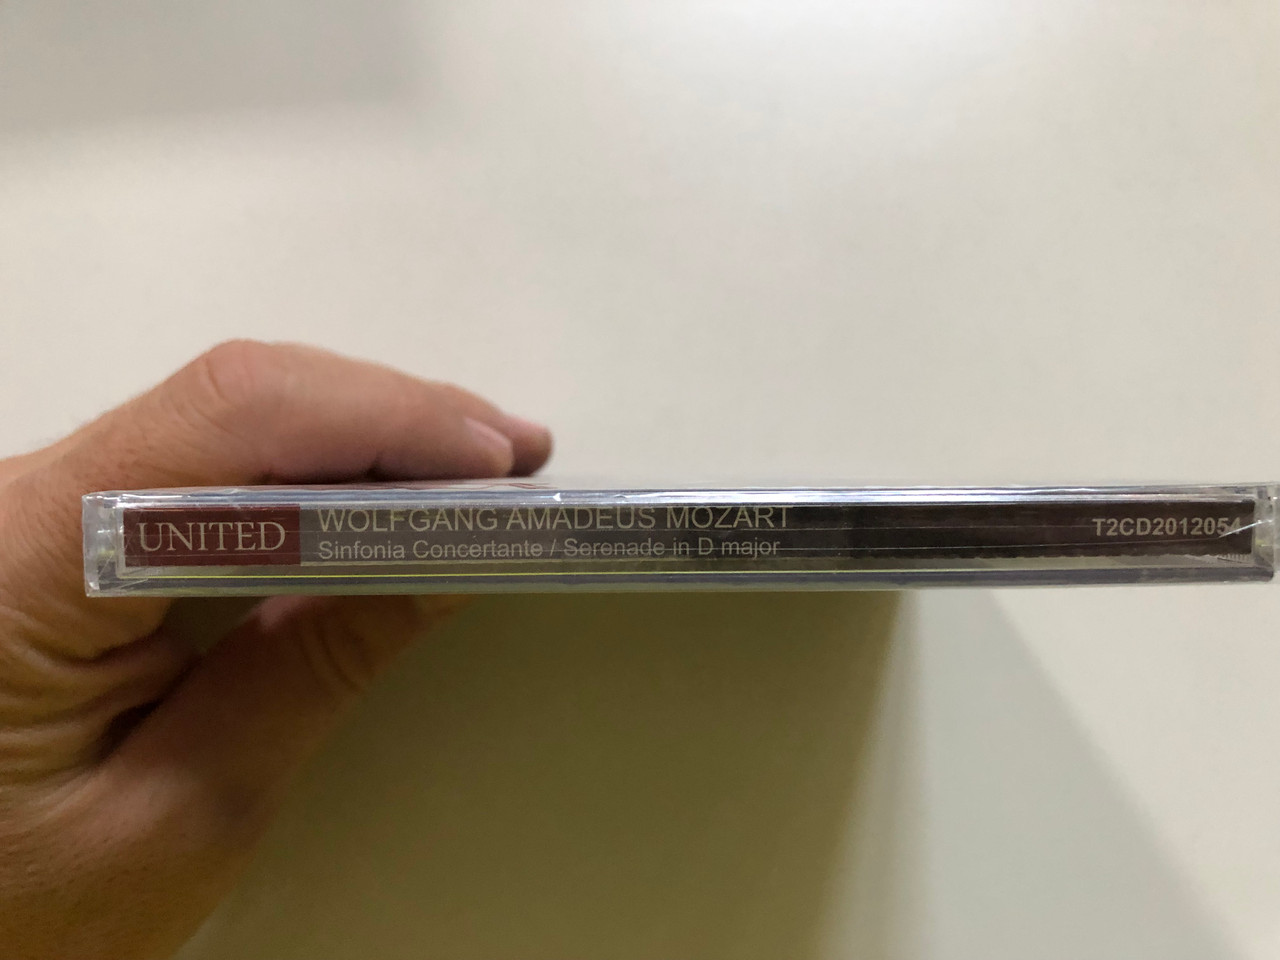 UNITED
WOLFGANG AMADEUS MOZART
Sinfonia Concertante / Serenade in D major
T2CD2012054